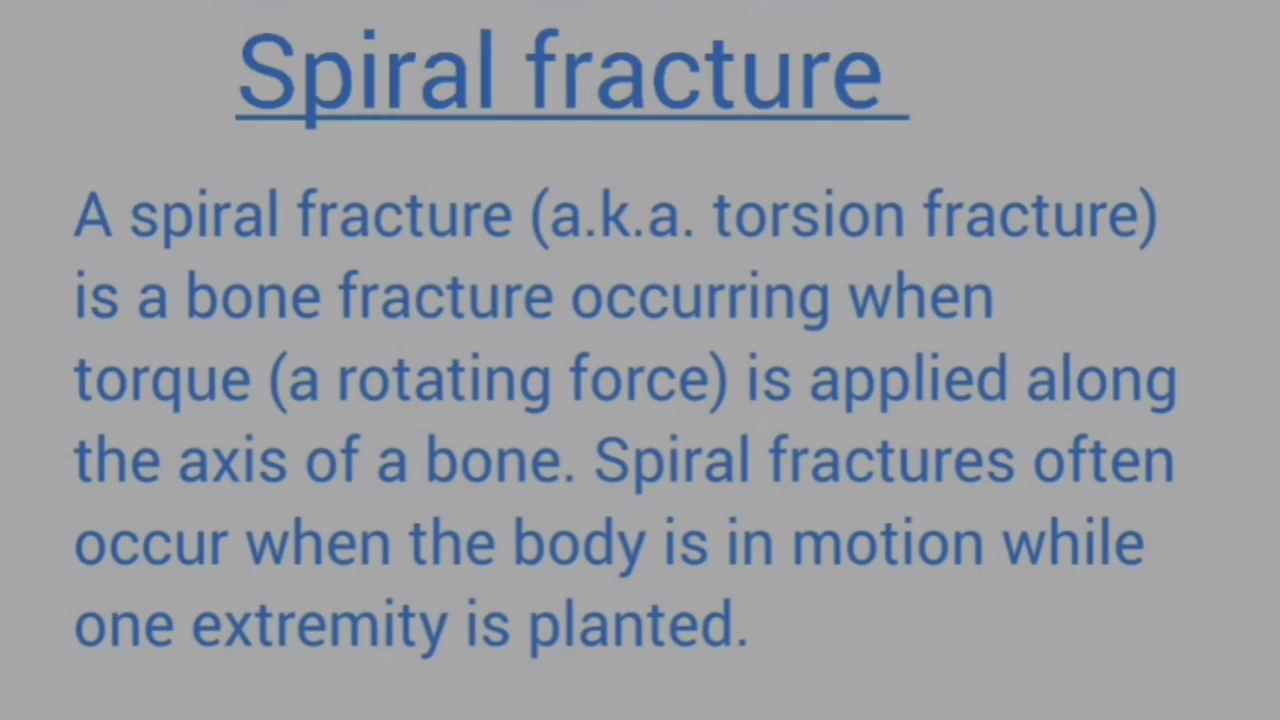 Spiral fracture
A spiral fracture (a.k.a. torsion fracture)
is a bone fracture occurring when
torque (a rotating force) is applied along
the axis of a bone. Spiral fractures often
occur when the body is in motion while
one extremity is planted.